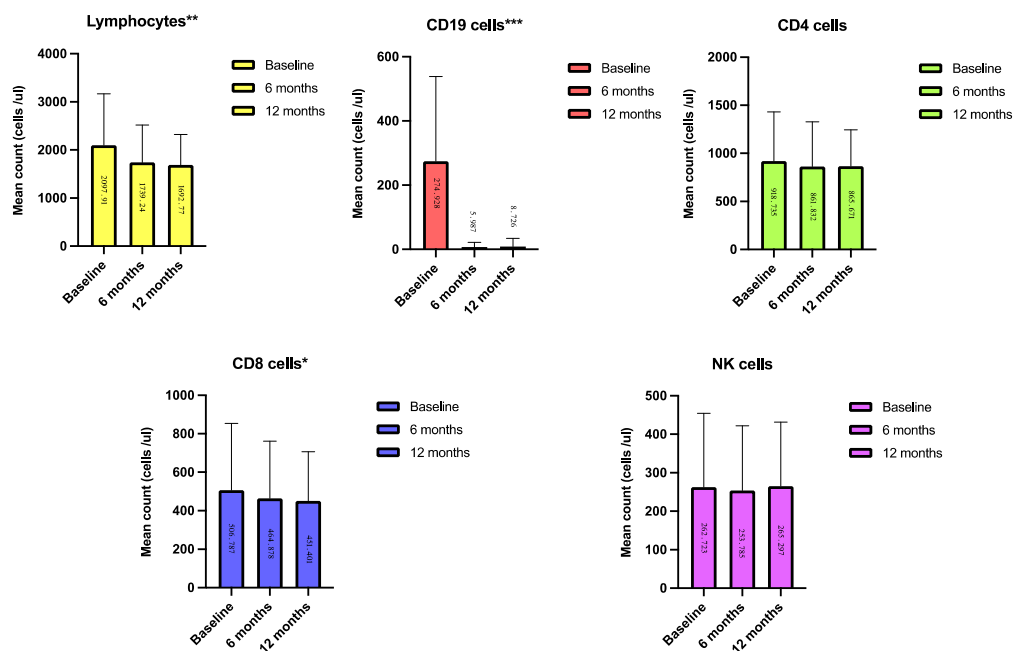 Lymphocytes**
Mean count (cells /ul)
4000
3000
2000
1000
0
2097.91
1739.24
1692.77
Baseline
6 months
12 months
Baseline
6 months
12 months
CD19 cells***
Mean count (cells /ul)
600
400
200
0
274.928
5.987
8.726
Baseline
6 months
12 months
Baseline
6 months
12 months
CD4 cells
Mean count (cells /ul)
2000
1500
1000
500
0
918.735
861.832
865.671
Baseline
6 months
12 months
Baseline
6 months
12 months
CD8 cells*
Mean count (cells /ul)
1000
800
600
400
200
0
506.787
464.878
451.401
Baseline
6 months
12 months
Baseline
6 months
12 months
NK cells
Mean count (cells /ul)
500
400
300
200
100
0
262.723
253.785
265.297
Baseline
6 months
12 months
Baseline
6 months
12 months